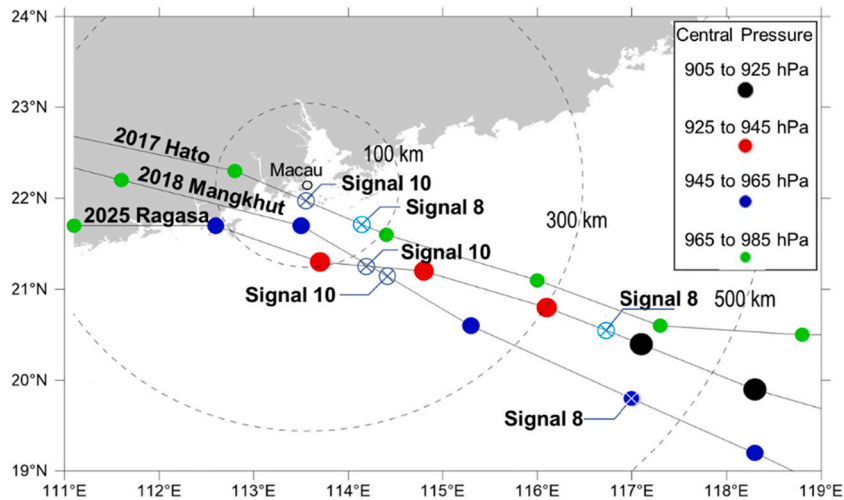 24°N
23°N
22°N
21°N
20°N
19°N
111°E
112°E
113°E
114°E
115°E
116°E
117°E
118°E
119°E
Central Pressure
905 to 925 hPa
925 to 945 hPa
945 to 965 hPa
965 to 985 hPa
2017 Hato
2018 Mangkhut
2025 Ragasa
Macau
100 km
Signal 10
Signal 8
300 km
Signal 10
Signal 10
Signal 8
500 km
Signal 8